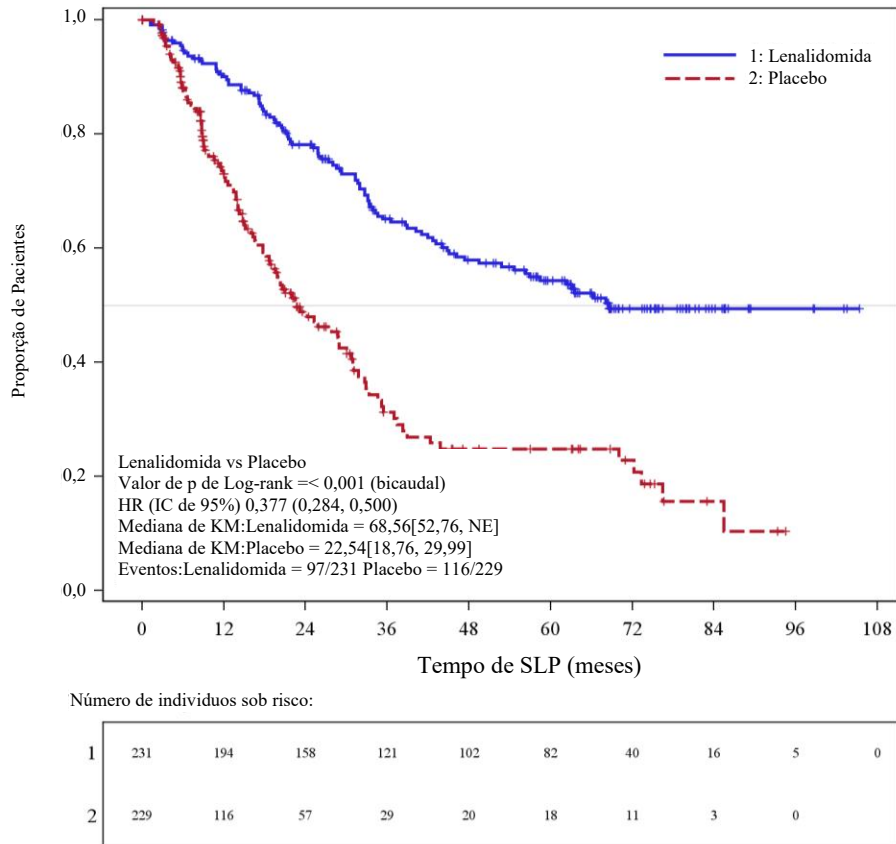 1,0
0,8
0,6
0,4
0,2
0,0
Proporção de Pacientes
1: Lenalidomida
2: Placebo
Lenalidomida vs Placebo
Valor de p de Log-rank =< 0,001 (bicaudal)
HR (IC de 95%) 0,377 (0,284, 0,500)
Mediana de KM:Lenalidomida = 68,56[52,76, NE]
Mediana de KM:Placebo = 22,54[18,76, 29,99]
Eventos:Lenalidomida = 97/231 Placebo = 116/229
0 12 24 36 48 60 72 84 96 108
Tempo de SLP (meses)
Número de individuos sob risco:
1 231 194 158 121 102 82 40 16 5 0
2 229 116 57 29 20 18 11 3 0